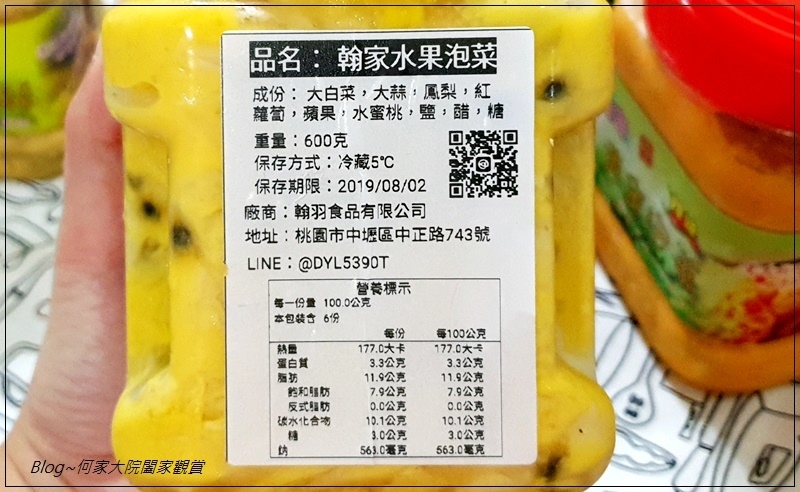 品名： 翰家水果泡菜
成份： 大白菜，大蒜，鳳梨，紅
蘿蔔，蘋果，水蜜桃，鹽，醋，糖
重量：600克
保存方式：冷藏5℃
保存期限：2019/08/02
廠商：翰羽食品有限公司
地址：桃園市中壢區中正路743號
LINE：@DYL5390T
營養標示
每一份量 100.0公克
本包裝含 6份
每份 每100公克
熱量 177.0大卡 177.0大卡
蛋白質 3.3公克 3.3公克
脂肪 11.9公克 11.9公克
飽和脂肪 7.9公克 7.9公克
反式脂肪 0.0公克 0.0公克
碳水化合物 10.1公克 10.1公克
糖 3.0公克 3.0公克
鈉 563.0毫克 563.0毫克
Blog~何家大院闔家觀賞